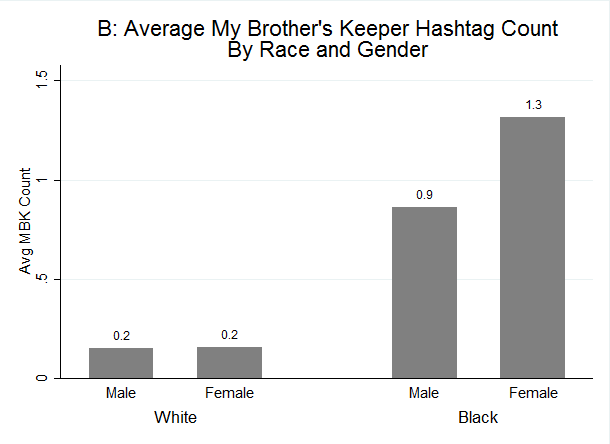 B: Average My Brother's Keeper Hashtag Count
By Race and Gender
Avg MBK Count
1.5
1
.5
0
0.2
0.2
0.9
1.3
Male
Female
Male
Female
White
Black